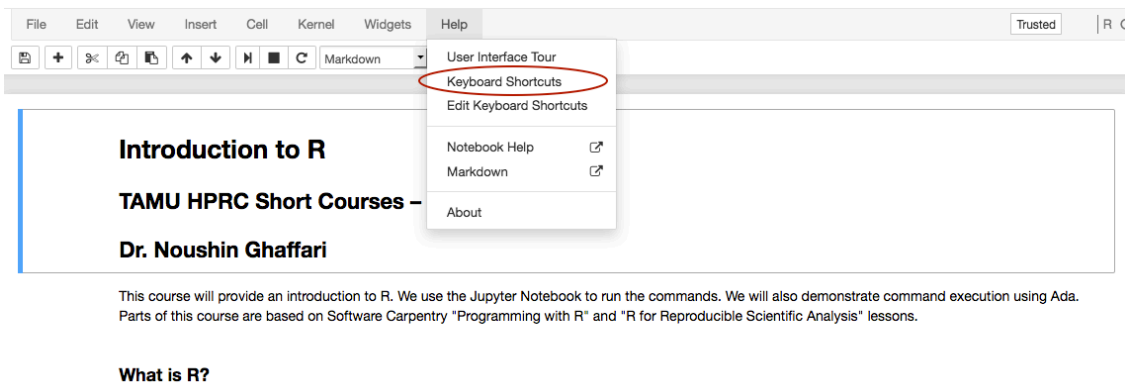 File Edit View Insert Cell Kernel Widgets Help Trusted R
Markdown
User Interface Tour
Keyboard Shortcuts
Edit Keyboard Shortcuts
Notebook Help
Markdown
About
Introduction to R
TAMU HPRC Short Courses –
Dr. Noushin Ghaffari
This course will provide an introduction to R. We use the Jupyter Notebook to run the commands. We will also demonstrate command execution using Ada.
Parts of this course are based on Software Carpentry "Programming with R" and "R for Reproducible Scientific Analysis" lessons.
What is R?